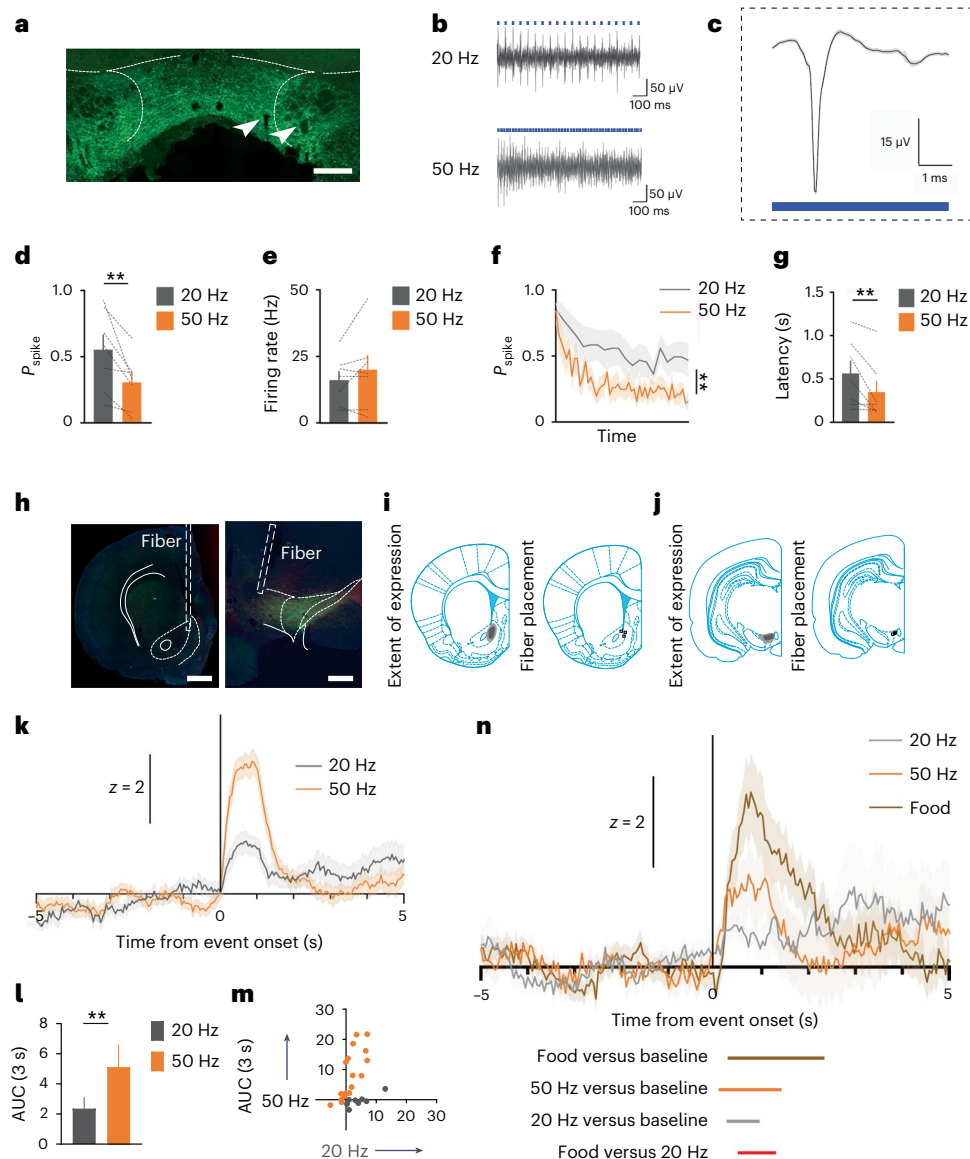 a
b
20 Hz
50 µV
100 ms
50 Hz
50 µV
100 ms
c
15 µV
1 ms
d
**
1.0
0.5
0
Pspike
20 Hz
50 Hz
e
50
25
0
Firing rate (Hz)
20 Hz
50 Hz
f
1.0
0.5
0
Pspike
Time
20 Hz
50 Hz
**
g
**
1.5
1.0
0.5
0
Latency (s)
20 Hz
50 Hz
h
Fiber
Fiber
i
Extent of expression
Fiber placement
j
Extent of expression
Fiber placement
k
z = 2
20 Hz
50 Hz
-5
0
5
Time from event onset (s)
l
**
8
6
4
2
0
AUC (3 s)
20 Hz
50 Hz
m
30
20
10
AUC (3 s)
50 Hz
10
20
30
20 Hz
n
20 Hz
50 Hz
Food
z = 2
-5
0
5
Time from event onset (s)
Food versus baseline
50 Hz versus baseline
20 Hz versus baseline
Food versus 20 Hz